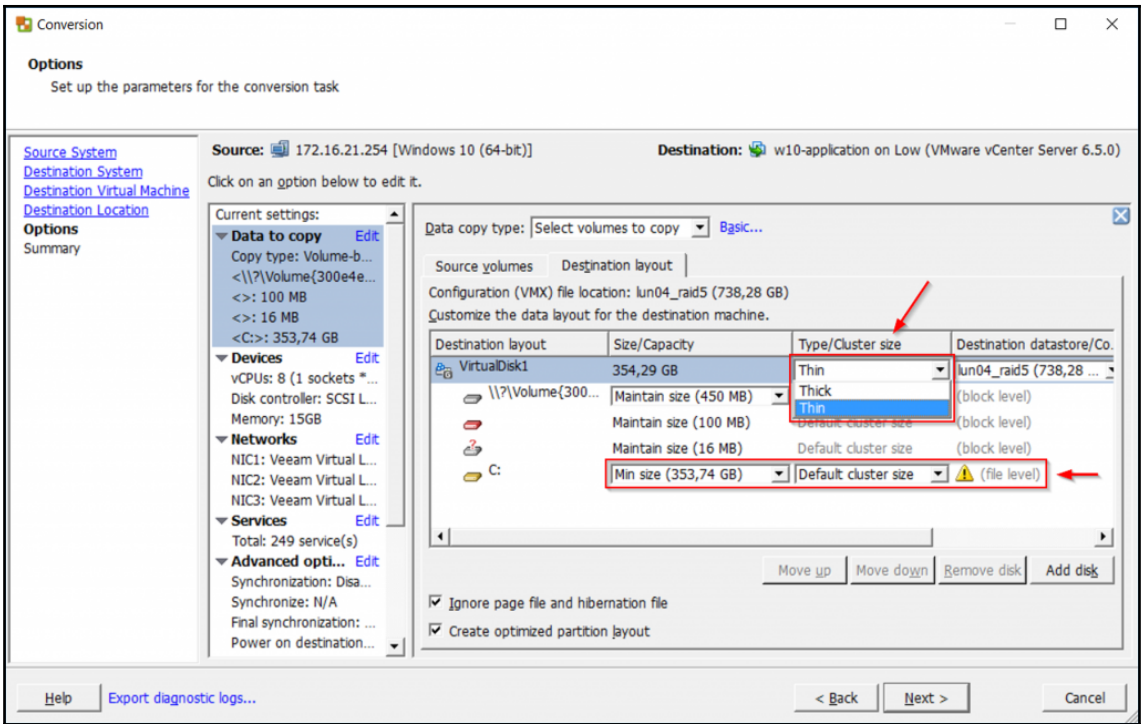 Conversion
Options
Set up the parameters for the conversion task
Source System
Destination System
Destination Virtual Machine
Destination Location
Options
Summary
Source: 172.16.21.254 [Windows 10 (64-bit)]
Destination: w10-application on Low (VMware vCenter Server 6.5.0)
Click on an option below to edit it.
Current settings:
Data to copy Edit
Copy type: Volume-b...
<\\?\Volume{300e4e...
<>: 100 MB
<>: 16 MB
<C:>: 353,74 GB
Devices Edit
vCPUs: 8 (1 sockets *...
Disk controller: SCSI L...
Memory: 15GB
Networks Edit
NIC1: Veeam Virtual L...
NIC2: Veeam Virtual L...
NIC3: Veeam Virtual L...
Services Edit
Total: 249 service(s)
Advanced opti... Edit
Synchronization: Disa...
Synchronize: N/A
Final synchronization: ...
Power on destination...
Data copy type: Select volumes to copy Basic...
Source volumes Destination layout
Configuration (VMX) file location: lun04_raid5 (738,28 GB)
Customize the data layout for the destination machine.
Destination layout Size/Capacity Type/Cluster size Destination datastore/Co.
VirtualDisk1 354,29 GB Thin lun04_raid5 (738,28 ...
Thick
Thin
\\?\Volume{300... Maintain size (450 MB) (block level)
Maintain size (100 MB) Default cluster size (block level)
Maintain size (16 MB) Default cluster size (block level)
C: Min size (353,74 GB) Default cluster size (file level)
Move up Move down Remove disk Add disk
Ignore page file and hibernation file
Create optimized partition layout
Help Export diagnostic logs... < Back Next > Cancel